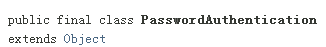 public final class PasswordAuthentication
extends Object